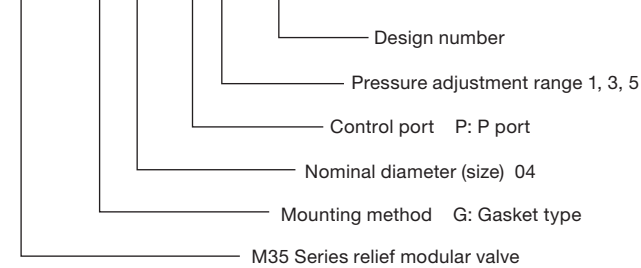 Design number
Pressure adjustment range 1, 3, 5
Control port P: P port
Nominal diameter (size) 04
Mounting method G: Gasket type
M35 Series relief modular valve